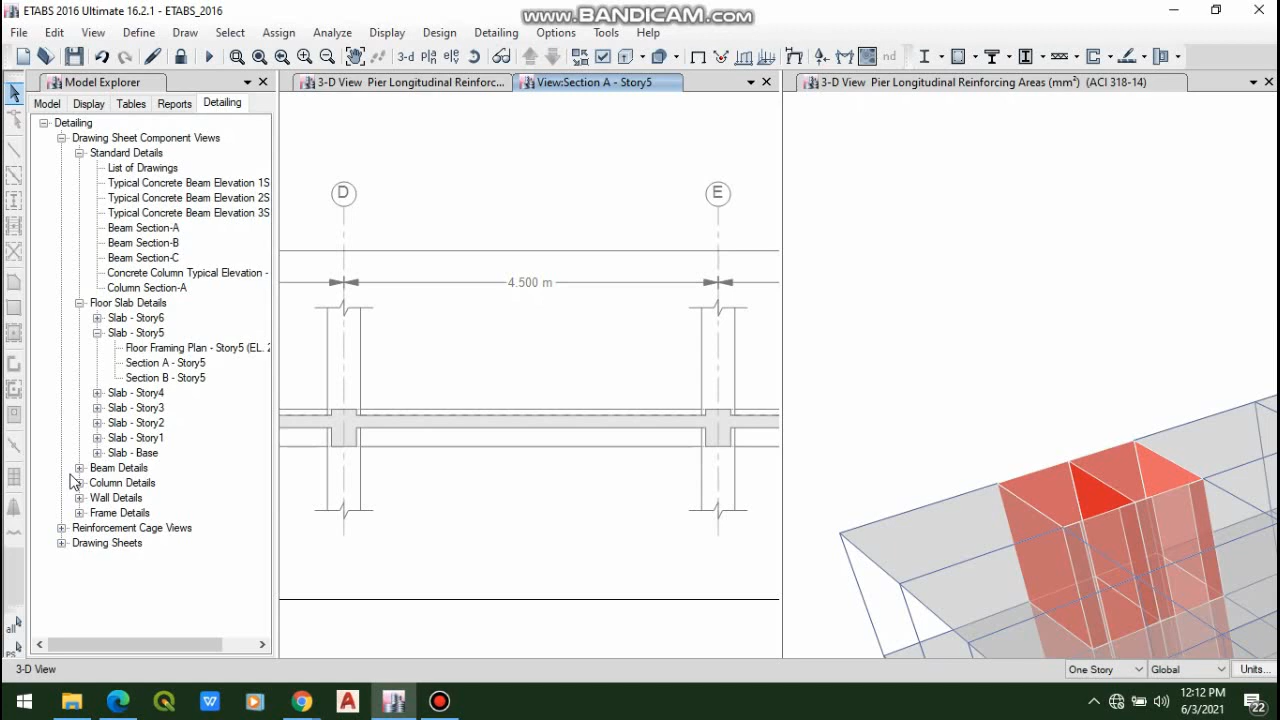 ETABS 2016 Ultimate 16.2.1 - ETABS_2016
www.BANDICAM.com
File Edit View Define Draw Select Assign Analyze Display Design Detailing Options Tools Help
3-d nd
Model Explorer
3-D View Pier Longitudinal Reinforc...
View:Section A - Story5
3-D View Pier Longitudinal Reinforcing Areas (mm²) (ACI 318-14)
Model Display Tables Reports Detailing
Detailing
Drawing Sheet Component Views
Standard Details
List of Drawings
Typical Concrete Beam Elevation 1S
Typical Concrete Beam Elevation 2S
Typical Concrete Beam Elevation 3S
Beam Section-A
Beam Section-B
Beam Section-C
Concrete Column Typical Elevation -
Column Section-A
Floor Slab Details
Slab - Story6
Slab - Story5
Floor Framing Plan - Story5 (EL. 2
Section A - Story5
Section B - Story5
Slab - Story4
Slab - Story3
Slab - Story2
Slab - Story1
Slab - Base
Beam Details
Column Details
Wall Details
Frame Details
Reinforcement Cage Views
Drawing Sheets
D E
4.500 m
all
ps
3-D View
One Story Global Units...
12:12 PM
6/3/2021
22